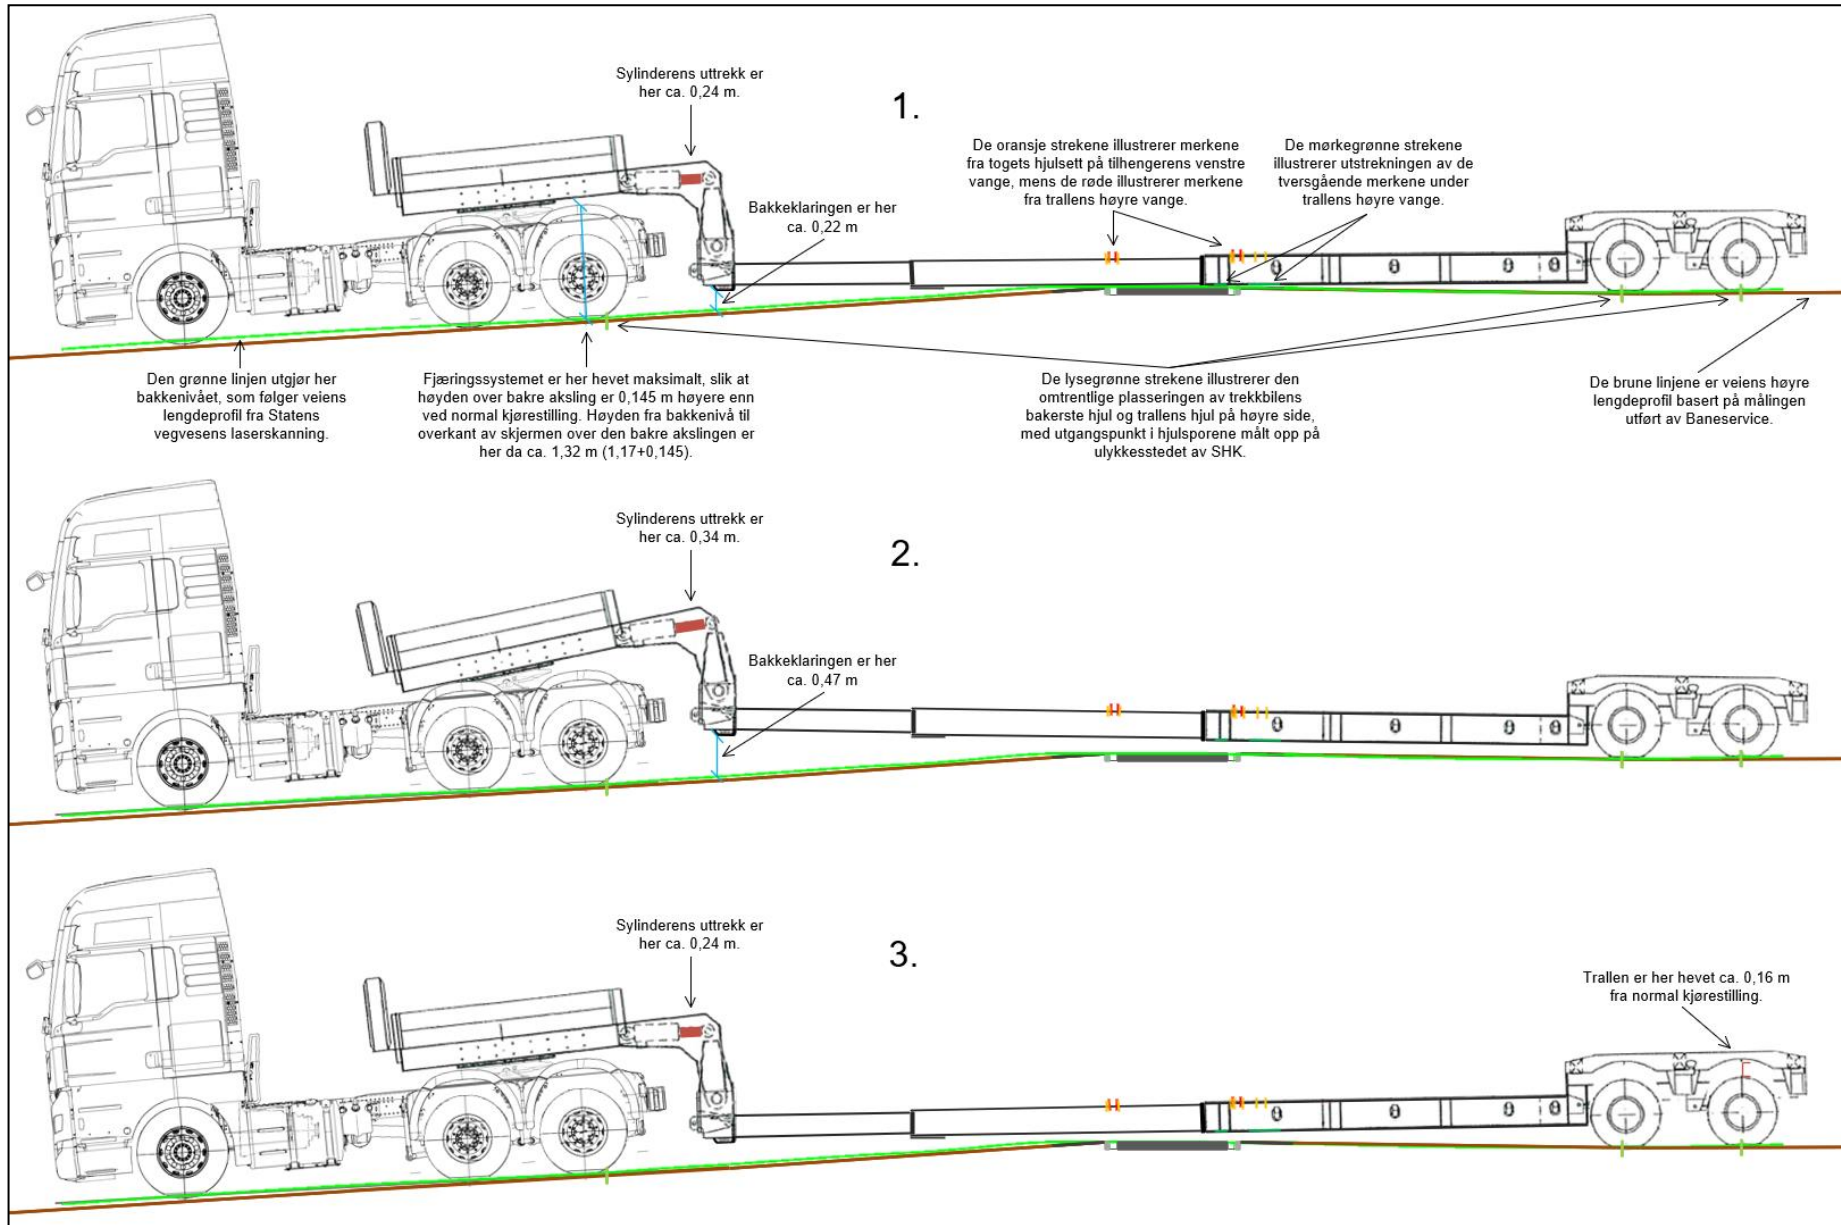 Sylinderens uttrekk er
her ca. 0,24 m.
1.
De oransje strekene illustrerer merkene
fra togets hjulsett på tilhengerens venstre
vange, mens de røde illustrerer merkene
fra trallens høyre vange.
De mørkegrønne strekene
illustrerer utstrekningen av de
tversgående merkene under
trallens høyre vange.
Bakkeklaringen er her
ca. 0,22 m
Den grønne linjen utgjør her
bakkenivået, som følger veiens
lengdeprofil fra Statens
vegvesens laserskanning.
Fjæringssystemet er her hevet maksimalt, slik at
høyden over bakre aksling er 0,145 m høyere enn
ved normal kjørestilling. Høyden fra bakkenivå til
overkant av skjermen over den bakre akslingen er
her da ca. 1,32 m (1,17+0,145).
De lysegrønne strekene illustrerer den
omtrentlige plasseringen av trekkbilens
bakerste hjul og trallens hjul på høyre side,
med utgangspunkt i hjulsporene målt opp på
ulykkesstedet av SHK.
De brune linjene er veiens høyre
lengdeprofil basert på målingen
utført av Baneservice.
Sylinderens uttrekk er
her ca. 0,34 m.
2.
Bakkeklaringen er her
ca. 0,47 m
Sylinderens uttrekk er
her ca. 0,24 m.
3.
Trallen er her hevet ca. 0,16 m
fra normal kjørestilling.